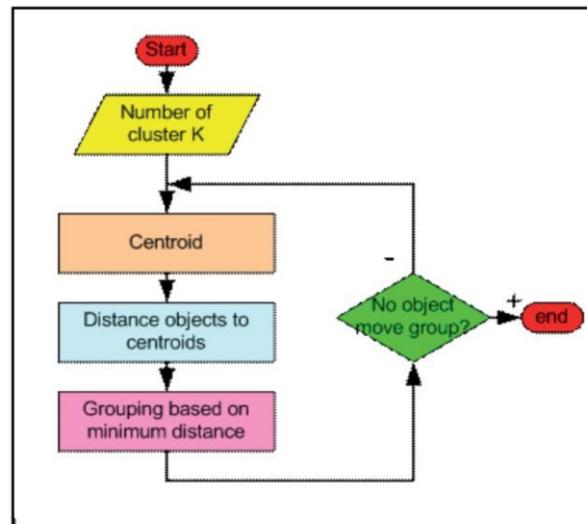 Start
Number of
cluster K
Centroid
Distance objects to
centroids
Grouping based on
minimum distance
-
No object
move group?
+
end